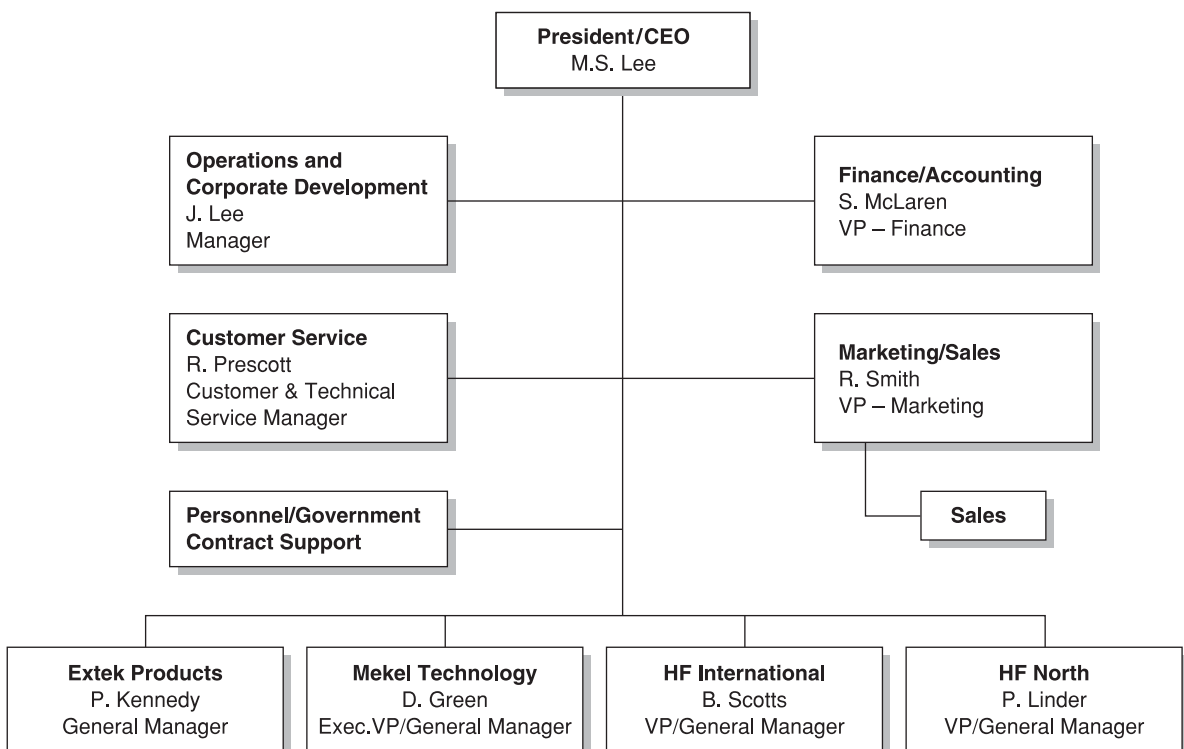 President/CEO
M.S. Lee
Operations and
Corporate Development
J. Lee
Manager
Finance/Accounting
S. McLaren
VP – Finance
Customer Service
R. Prescott
Customer & Technical
Service Manager
Marketing/Sales
R. Smith
VP – Marketing
Personnel/Government
Contract Support
Sales
Extek Products
P. Kennedy
General Manager
Mekel Technology
D. Green
Exec.VP/General Manager
HF International
B. Scotts
VP/General Manager
HF North
P. Linder
VP/General Manager